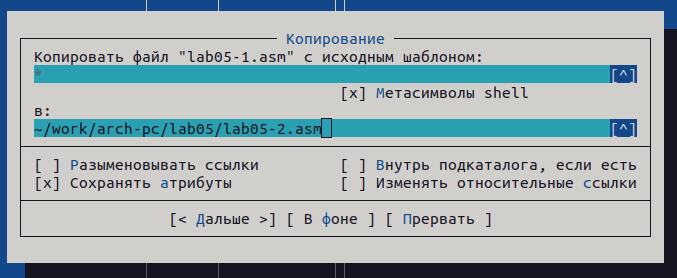 Копирование
Копировать файл "lab05-1.asm" с исходным шаблоном:
* [^]
[x] Метасимволы shell
в:
~/work/arch-pc/lab05/lab05-2.asm [^]
[ ] Разыменовывать ссылки [ ] Внутрь подкаталога, если есть
[x] Сохранять атрибуты [ ] Изменять относительные ссылки
[< Дальше >] [ В фоне ] [ Прервать ]